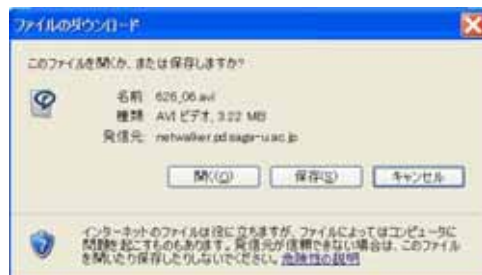 ファイルのダウンロード
このファイルを開くか、または保存しますか?
名前 626_06.avi
種類 AVI ビデオ, 3.22 MB
発信元 netwalker.pd.saga-u.ac.jp
開く(O) 保存(S) キャンセル
インターネットのファイルは役に立ちますが、ファイルによってはコンピュータに
問題を起こすものもあります。発信元が信頼できない場合は、このファイル
を開いたり保存したりしないでください。危険性の説明